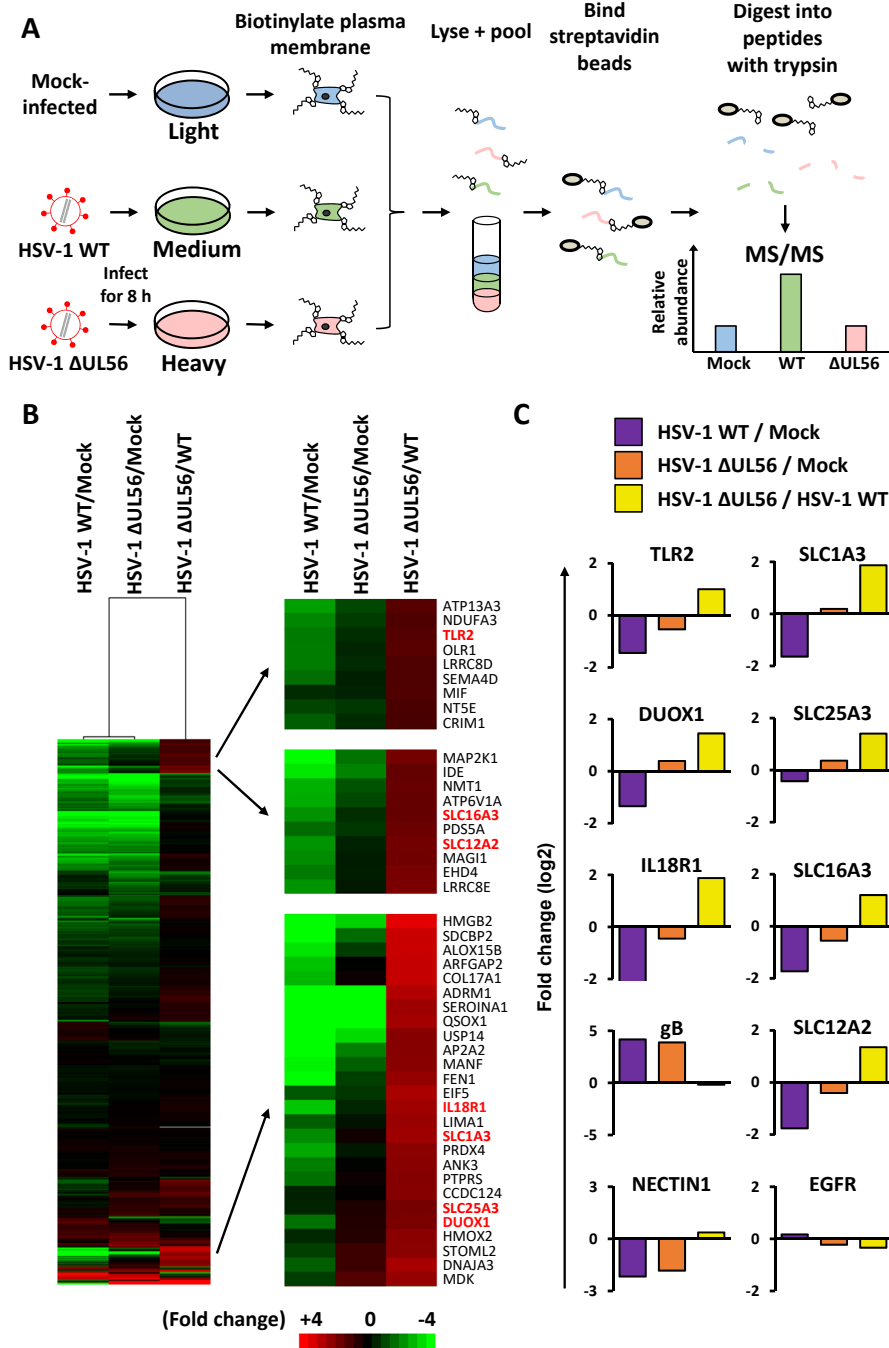 A
Mock-
infected
Light
Biotinylate plasma
membrane
Lyse + pool
Bind
streptavidin
beads
Digest into
peptides
with trypsin
HSV-1 WT
Medium
Infect
for 8 h
HSV-1 ΔUL56
Heavy
MS/MS
Relative
abundance
Mock
WT
ΔUL56
B
HSV-1 WT/Mock
HSV-1 ΔUL56/Mock
HSV-1 ΔUL56/WT
HSV-1 WT/Mock
HSV-1 ΔUL56/Mock
HSV-1 ΔUL56/WT
ATP13A3
NDUFA3
TLR2
OLR1
LRRC8D
SEMA4D
MIF
NT5E
CRIM1
MAP2K1
IDE
NMT1
ATP6V1A
SLC16A3
PDS5A
SLC12A2
MAGI1
EHD4
LRRC8E
HMGB2
SDCBP2
ALOX15B
ARFGAP2
COL17A1
ADRM1
SEROINA1
QSOX1
USP14
AP2A2
MANF
FEN1
EIF5
IL18R1
LIMA1
SLC1A3
PRDX4
ANK3
PTPRS
CCDC124
SLC25A3
DUOX1
HMOX2
STOML2
DNAJA3
MDK
(Fold change)
+4
0
-4
C
HSV-1 WT / Mock
HSV-1 ΔUL56 / Mock
HSV-1 ΔUL56 / HSV-1 WT
Fold change (log2)
TLR2
2
0
-2
SLC1A3
2
0
-2
DUOX1
2
0
-2
SLC25A3
2
0
-2
IL18R1
2
0
-2
SLC16A3
2
0
-2
gB
5
0
-5
SLC12A2
2
0
-2
NECTIN1
3
0
-3
EGFR
2
0
-2